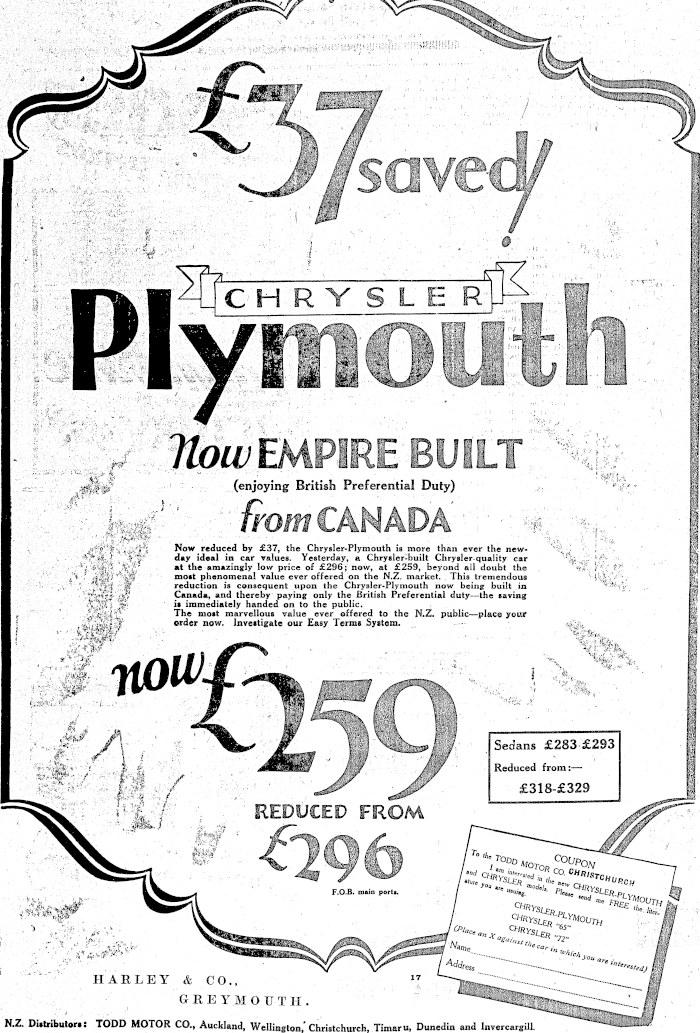 £37 saved!
CHRYSLER
Plymouth
Now EMPIRE BUILT
(enjoying British Preferential Duty)
from CANADA
Now reduced by £37, the Chrysler-Plymouth is more than ever the new-
day ideal in car values. Yesterday, a Chrysler-built Chrysler-quality car
at the amazingly low price of £296; now, at £259, beyond all doubt the
most phenomenal value ever offered on the N.Z. market. This tremendous
reduction is consequent upon the Chrysler-Plymouth now being built in
Canada, and thereby paying only the British Preferential duty—the saving
is immediately handed on to the public.
The most marvellous value ever offered to the N.Z. public—place your
order now. Investigate our Easy Terms System.
now £259
REDUCED FROM
£296
F.O.B. main ports.
Sedans £283-£293
Reduced from:—
£318-£329
COUPON
To the TODD MOTOR CO. CHRISTCHURCH
I am interested in the new CHRYSLER-PLYMOUTH
and CHRYSLER models. Please send me FREE the liter-
ature you are issuing.
CHRYSLER-PLYMOUTH
CHRYSLER "65"
CHRYSLER "72"
(Place an X against the car in which you are interested)
Name
Address
17
HARLEY & CO.,
GREYMOUTH.
N.Z. Distributors: TODD MOTOR CO., Auckland, Wellington, Christchurch, Timaru, Dunedin and Invercargill.